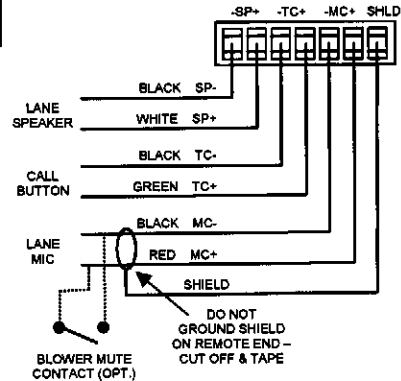 -SP+ -TC+ -MC+ SHLD
BLACK SP-
LANE
SPEAKER
WHITE SP+
BLACK TC-
CALL
BUTTON
GREEN TC+
BLACK MC-
LANE
MIC
RED MC+
SHIELD
DO NOT
GROUND SHIELD
ON REMOTE END –
CUT OFF & TAPE
BLOWER MUTE
CONTACT (OPT.)